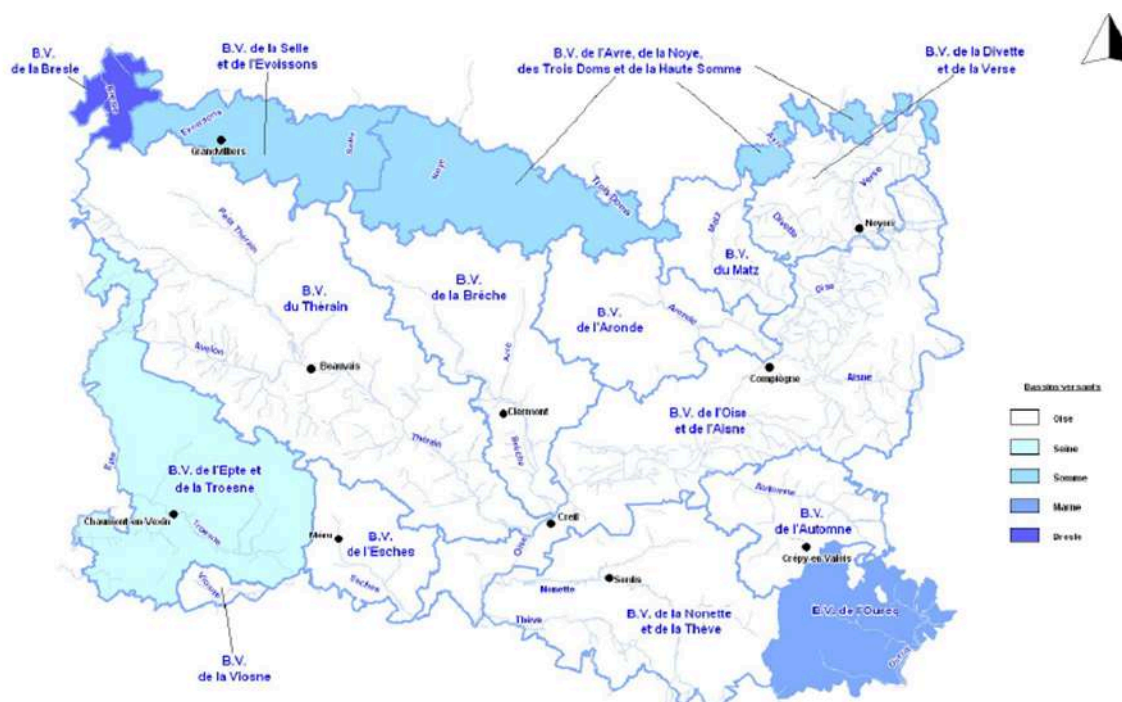 B.V.
de la Bresle
B.V. de la Selle
et de l'Evoissons
B.V. de l'Avre, de la Noye,
des Trois Doms et de la Haute Somme
B.V. de la Divette
et de la Verse
Bresle
Evoissons
Grandvilliers
Selle
Noye
Trois Doms
Avre
Verse
Divette
Noyon
Matz
B.V.
du Matz
Petit Thérain
B.V.
du Thérain
B.V.
de la Brêche
B.V.
de l'Aronde
Aronde
Oise
Avelon
Beauvais
Arré
Compiègne
Aisne
Clermont
B.V. de l'Oise
et de l'Aisne
Brêche
Thérain
Epte
B.V. de l'Epte et
de la Troesne
Chaumont-en-Vexin
Troesne
Méru
B.V.
de l'Esches
Esches
Creil
Oise
Automne
B.V.
de l'Automne
Crépy-en-Valois
Senlis
Nonette
Thève
B.V. de la Nonette
et de la Thève
B.V. de l'Ourcq
Ourcq
Viosne
B.V.
de la Viosne
Bassins versants
Oise
Seine
Somme
Marne
Bresle